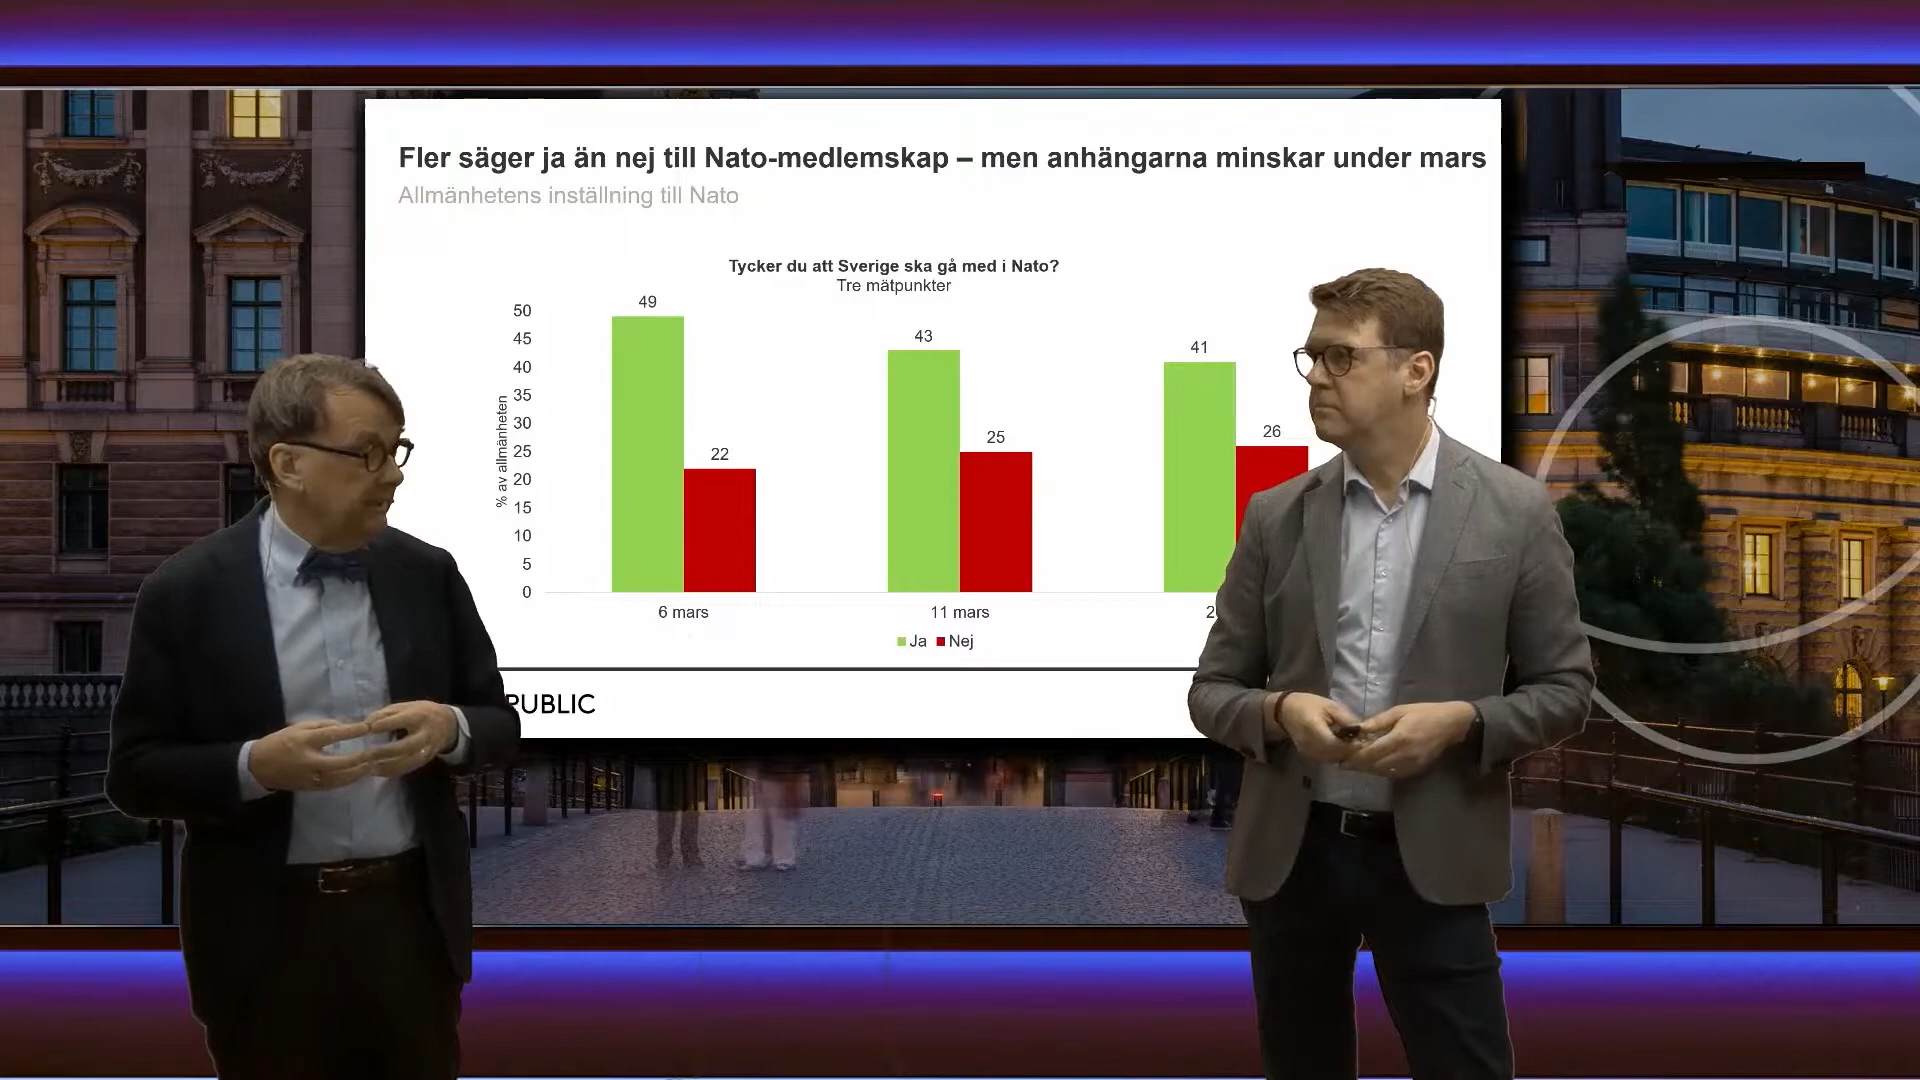 Fler säger ja än nej till Nato-medlemskap – men anhängarna minskar under mars
Allmänhetens inställning till Nato
Tycker du att Sverige ska gå med i Nato?
Tre mätpunkter
% av allmänheten
50
45
40
35
30
25
20
15
10
5
0
49
22
43
25
41
26
6 mars
11 mars
Ja
Nej
PUBLIC